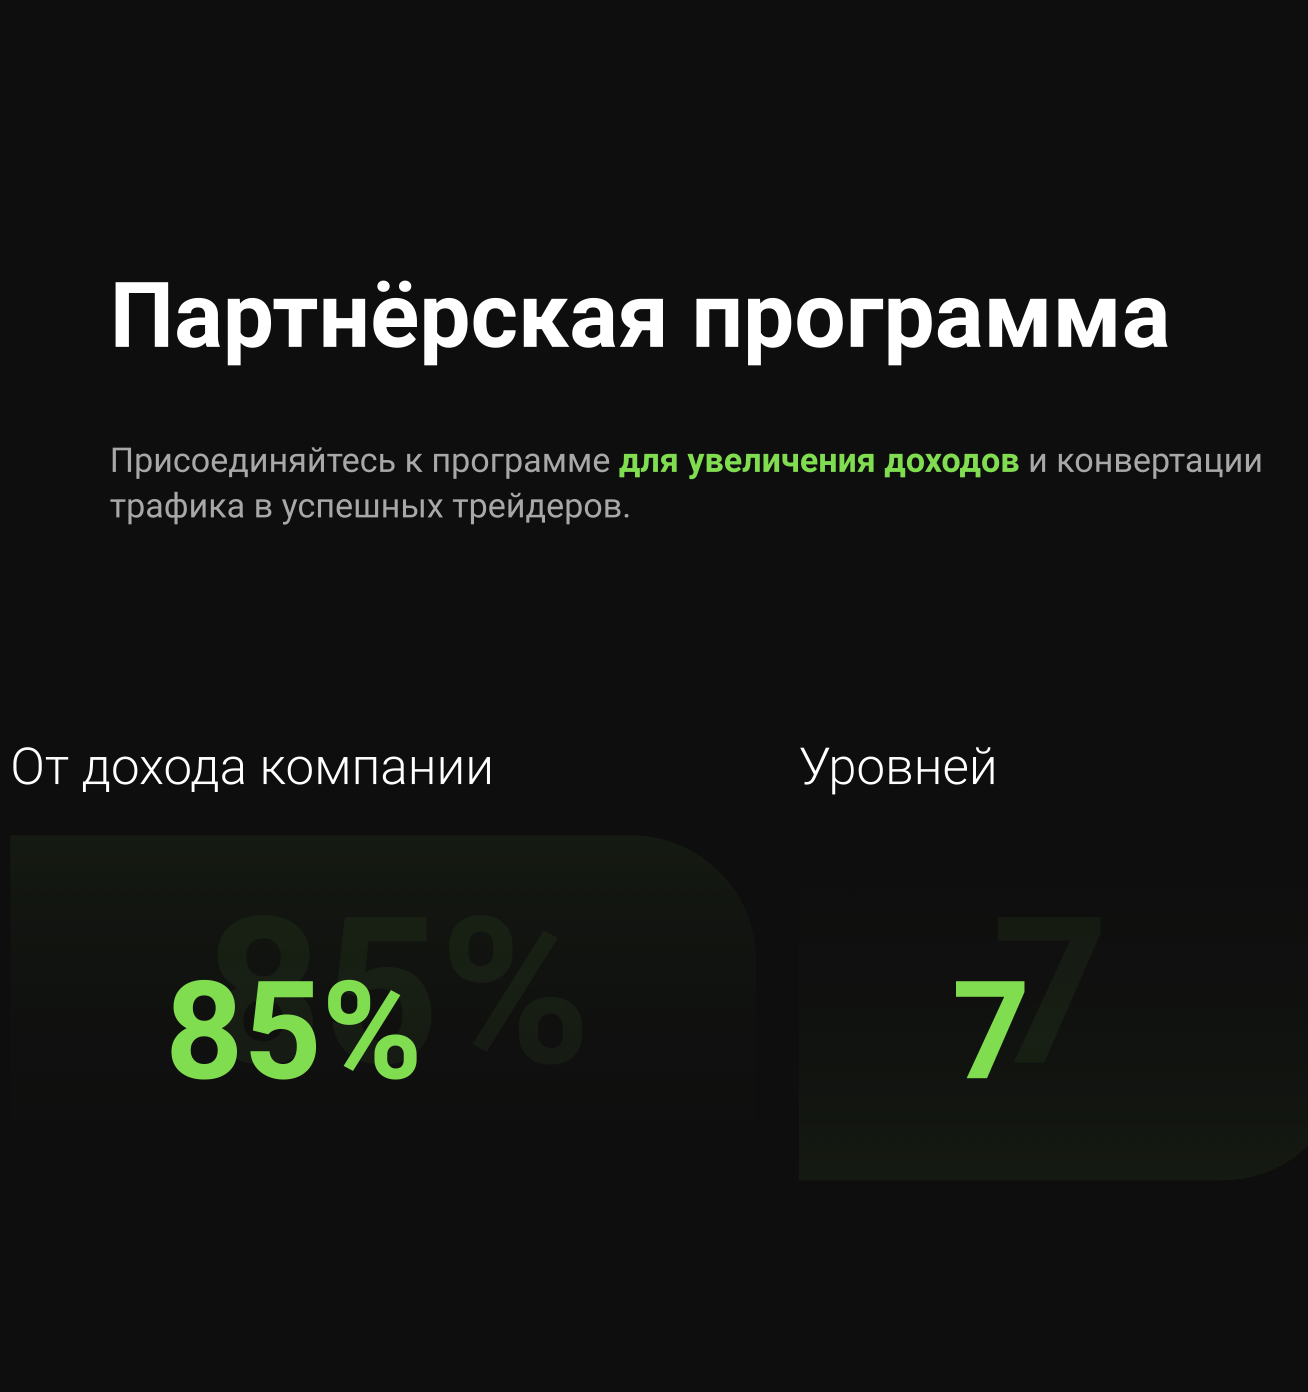 Партнёрская программа
Присоединяйтесь к программе для увеличения доходов и конвертации
трафика в успешных трейдеров.
От дохода компании
85%
85%
Уровней
7
7